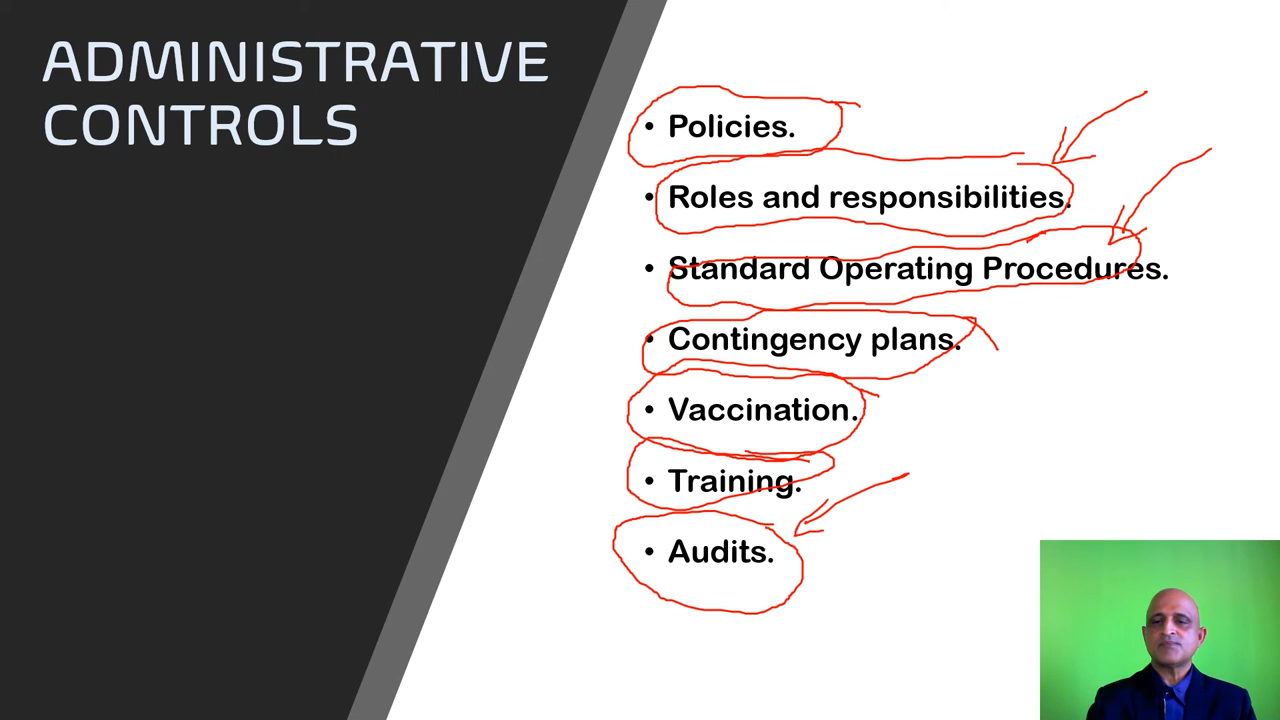 ADMINISTRATIVE
CONTROLS
• Policies.
• Roles and responsibilities.
• Standard Operating Procedures.
• Contingency plans.
• Vaccination.
• Training.
• Audits.